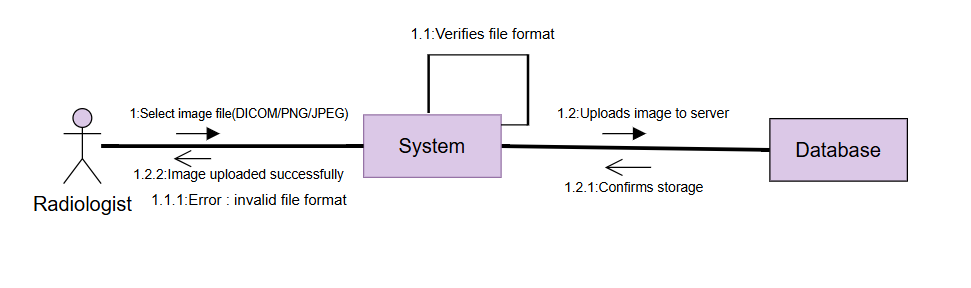 1.1:Verifies file format
1:Select image file(DICOM/PNG/JPEG)
1.2:Uploads image to server
System
Database
1.2.2:Image uploaded successfully
1.2.1:Confirms storage
Radiologist
1.1.1:Error : invalid file format